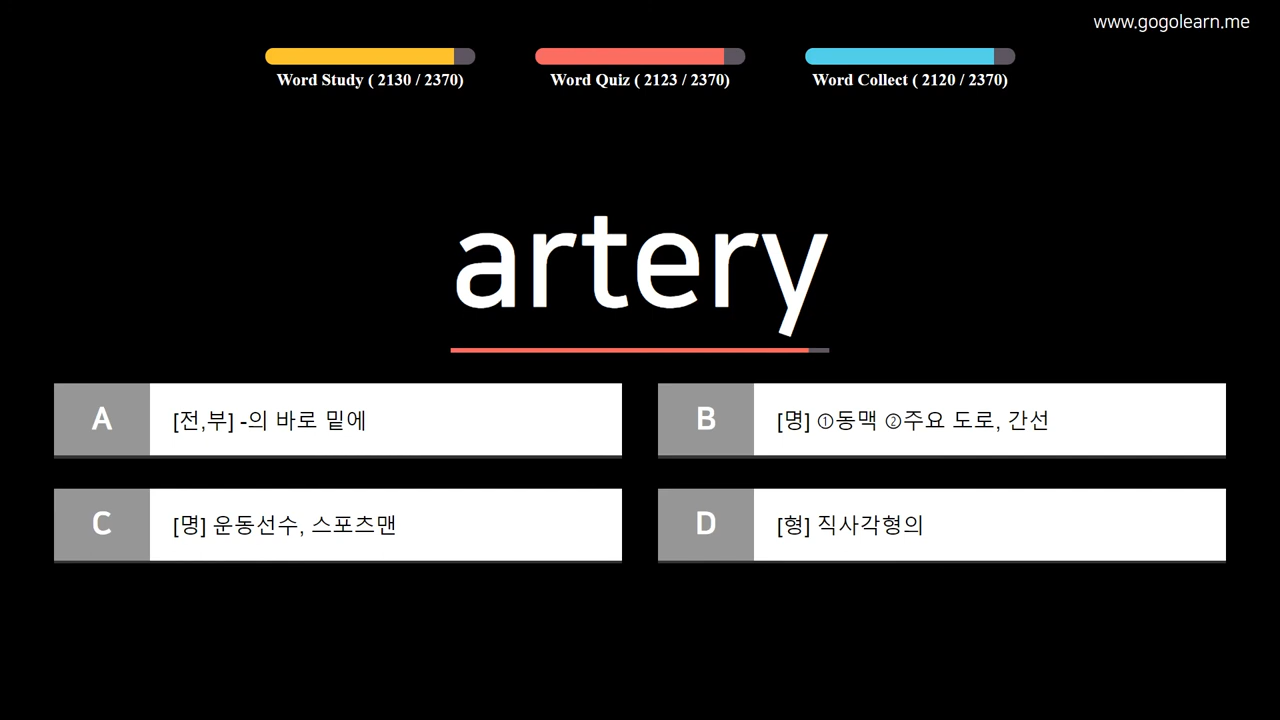 www.gogolearn.me
Word Study ( 2130 / 2370)
Word Quiz ( 2123 / 2370)
Word Collect ( 2120 / 2370)
artery
A [전,부] -의 바로 밑에
B [명] ①동맥 ②주요 도로, 간선
C [명] 운동선수, 스포츠맨
D [형] 직사각형의